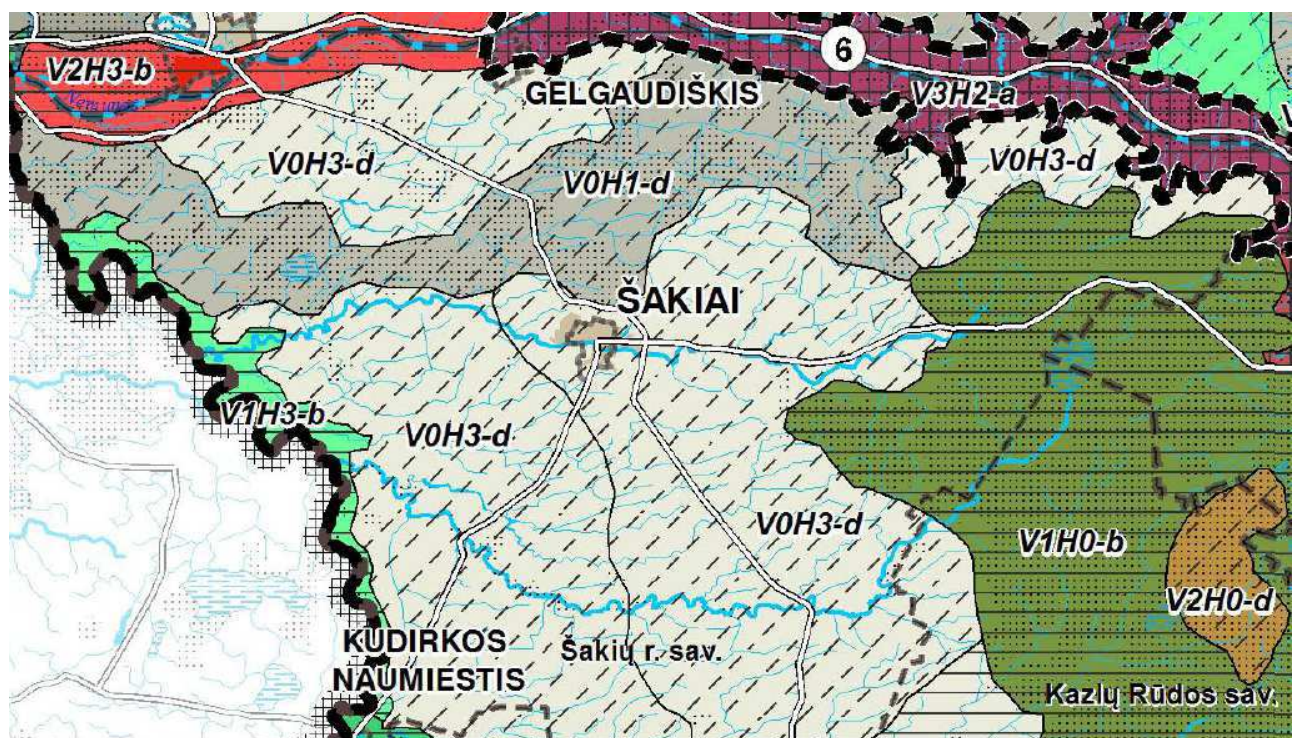 6
V2H3-b
Nemunas
GELGAUDIŠKIS
V3H2-a
V0H3-d
V0H1-d
V0H3-d
ŠAKIAI
V1H3-b
V0H3-d
V0H3-d
V1H0-b
V2H0-d
KUDIRKOS
NAUMIESTIS
Šakių r. sav.
Kazlų Rūdos sav.